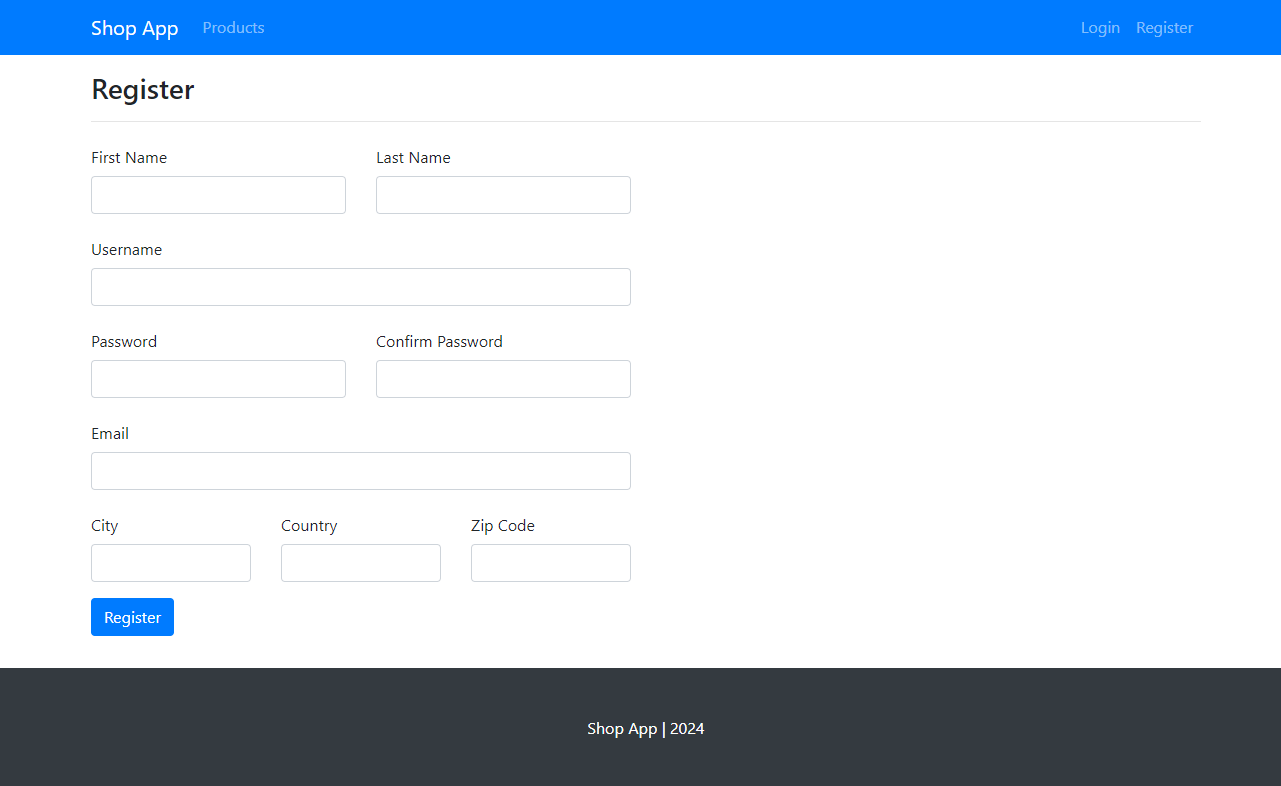 Shop App Products Login Register
Register
First Name Last Name
Username
Password Confirm Password
Email
City Country Zip Code
Register
Shop App | 2024